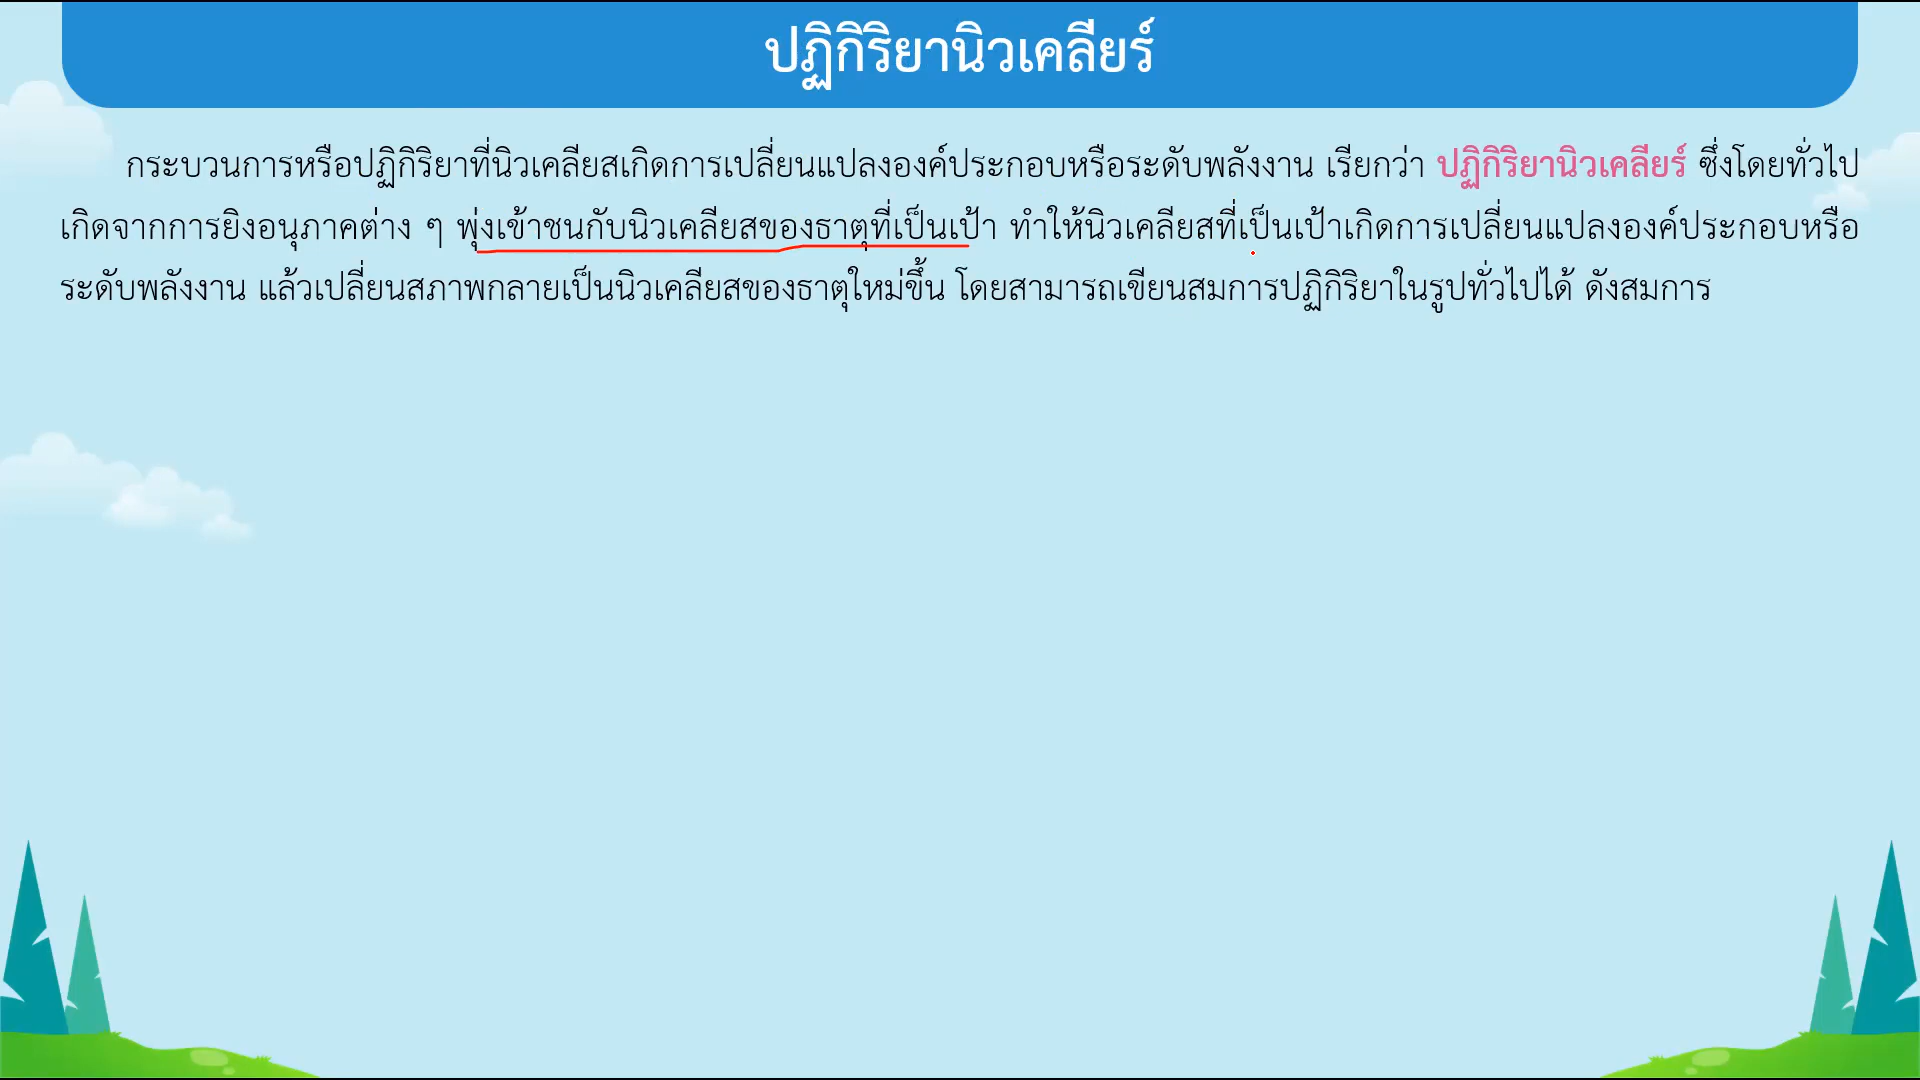 ปฏิกิริยานิวเคลียร์
กระบวนการหรือปฏิกิริยาที่นิวเคลียสเกิดการเปลี่ยนแปลงองค์ประกอบหรือระดับพลังงาน เรียกว่า ปฏิกิริยานิวเคลียร์ ซึ่งโดยทั่วไป
เกิดจากการยิงอนุภาคต่าง ๆ พุ่งเข้าชนกับนิวเคลียสของธาตุที่เป็นเป้า ทำให้นิวเคลียสที่เป็นเป้าเกิดการเปลี่ยนแปลงองค์ประกอบหรือ
ระดับพลังงาน แล้วเปลี่ยนสภาพกลายเป็นนิวเคลียสของธาตุใหม่ขึ้น โดยสามารถเขียนสมการปฏิกิริยาในรูปทั่วไปได้ ดังสมการ